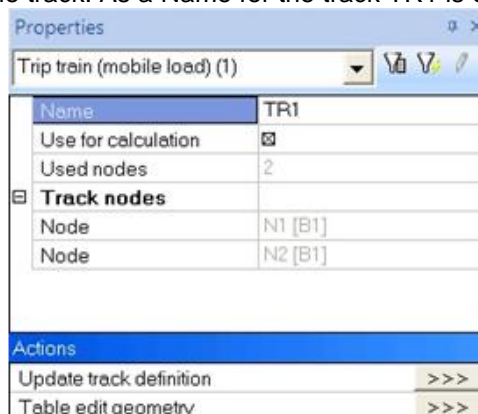 Properties
Trip train (mobile load) (1)
Name TR1
Use for calculation
Used nodes 2
Track nodes
Node N1 [B1]
Node N2 [B1]
Actions
Update track definition >>>
Table edit geometry >>>